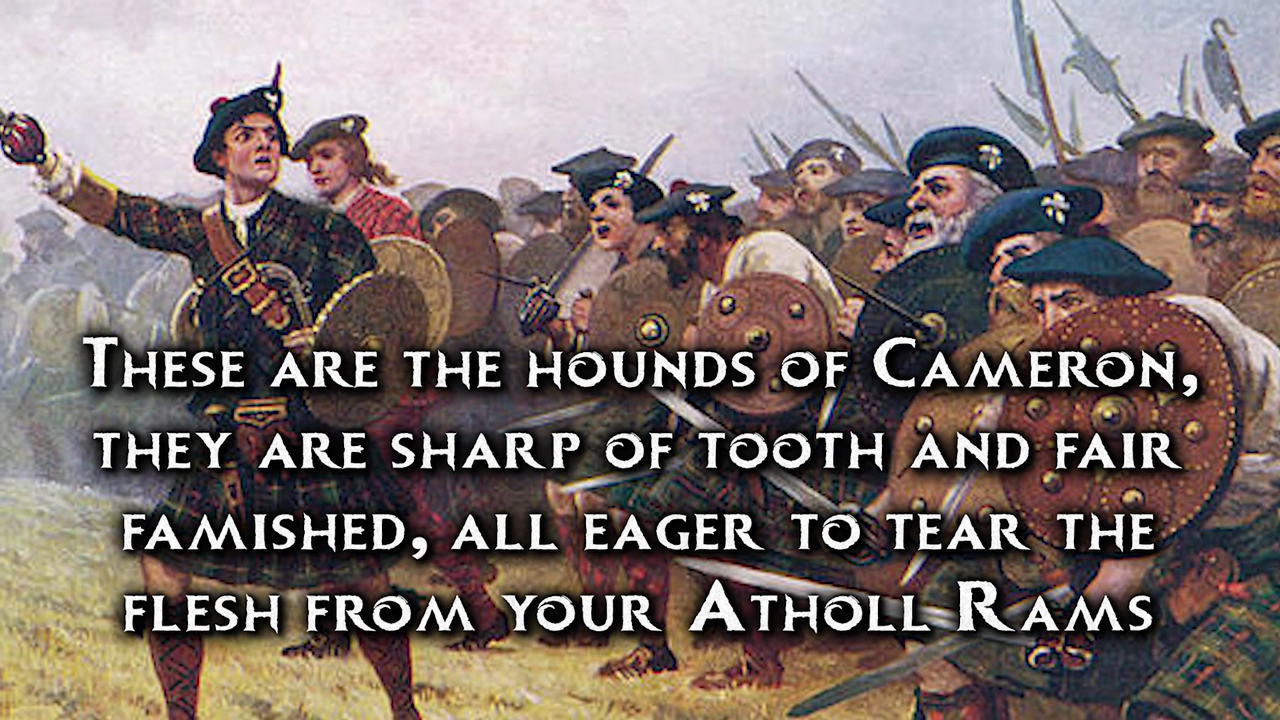 These are the hounds of Cameron,
they are sharp of tooth and fair
famished, all eager to tear the
flesh from your Atholl Rams